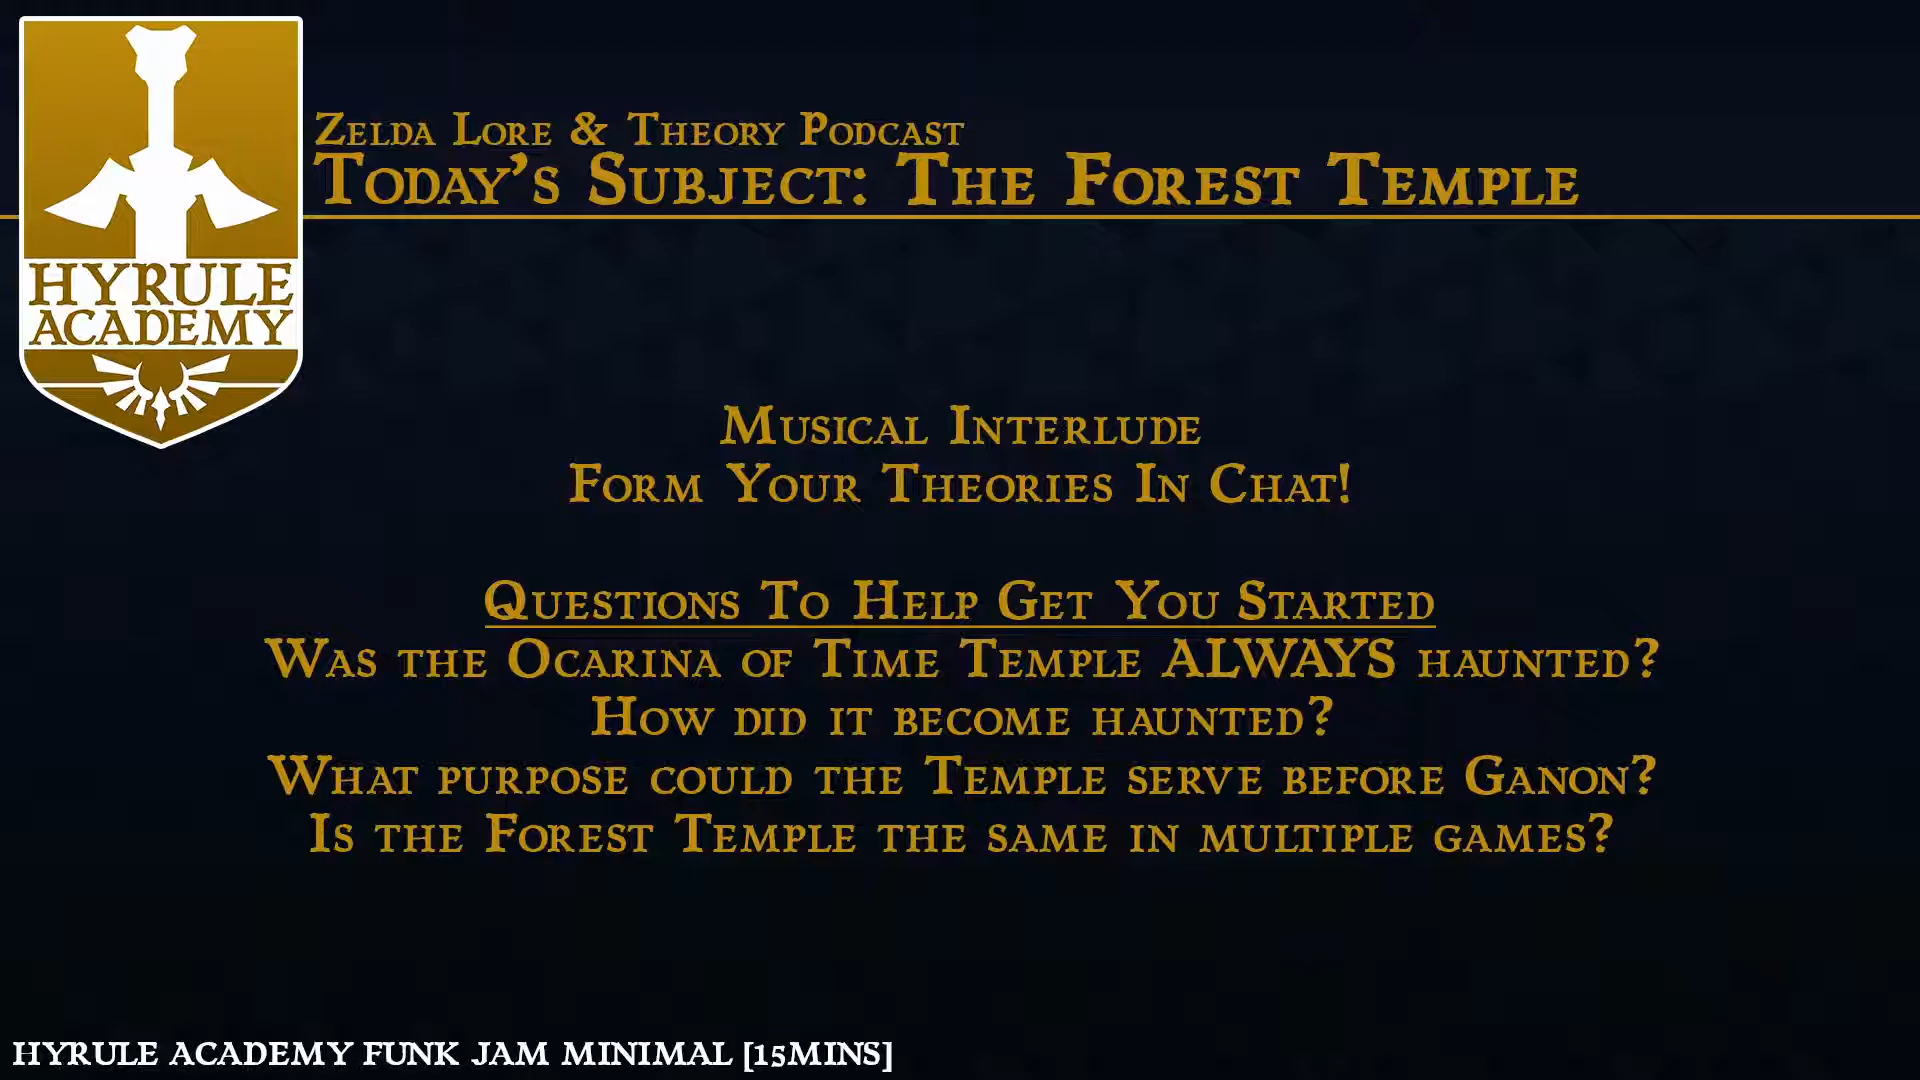 HYRULE
ACADEMY
Zelda Lore & Theory Podcast
Today's Subject: The Forest Temple
Musical Interlude
Form Your Theories In Chat!
Questions To Help Get You Started
Was the Ocarina of Time Temple ALWAYS haunted?
How did it become haunted?
What purpose could the Temple serve before Ganon?
Is the Forest Temple the same in multiple games?
HYRULE ACADEMY FUNK JAM MINIMAL [15MINS]